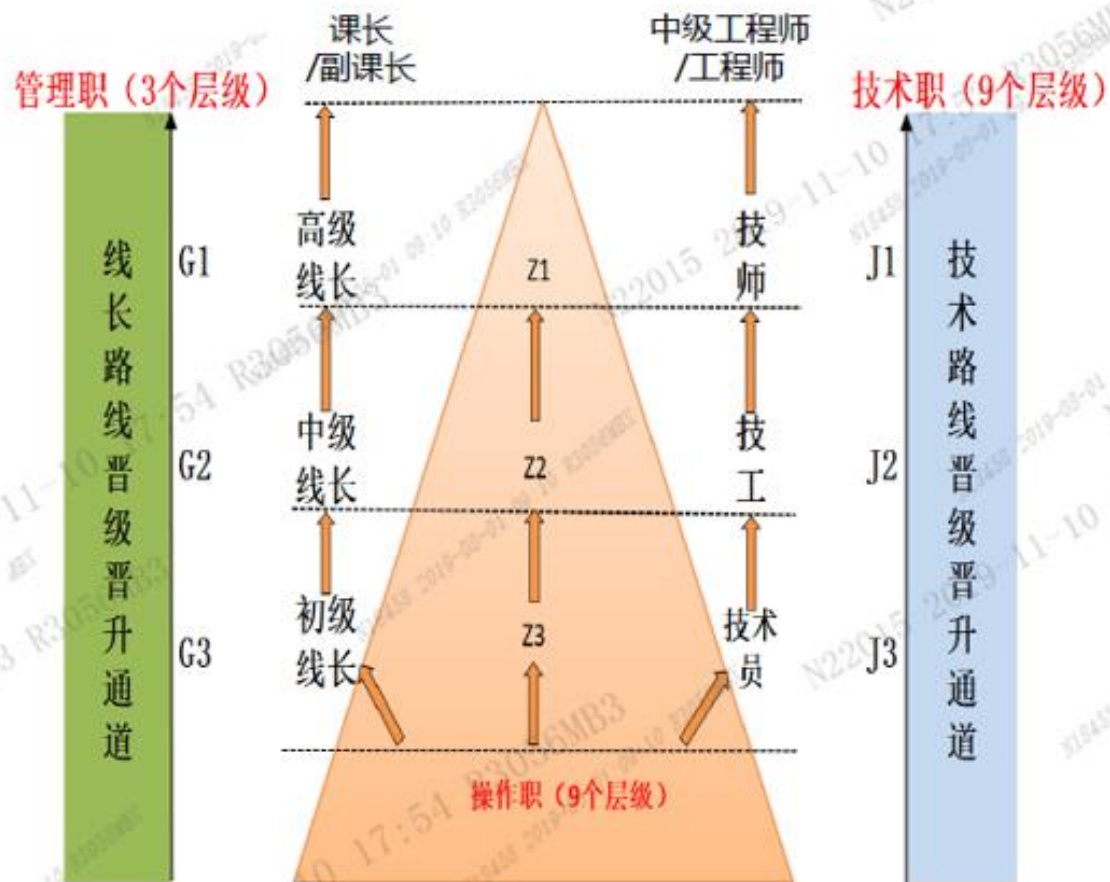 课长
/副课长
中级工程师
/工程师
管理职（3个层级）
技术职（9个层级）
线长路线晋级晋升通道
G1
高级
线长
Z1
技
师
J1
技术路线晋级晋升通道
G2
中级
线长
Z2
技
工
J2
G3
初级
线长
Z3
技术
员
J3
操作职（9个层级）